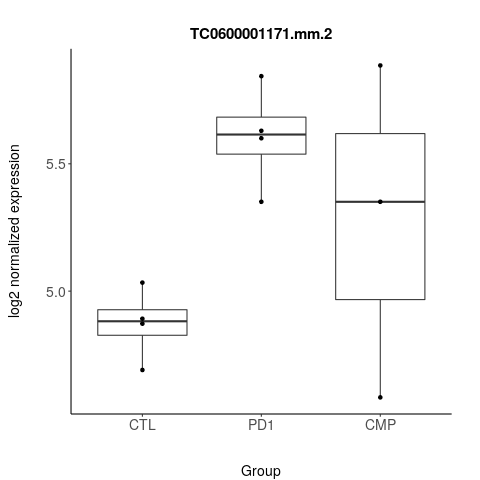 TC0600001171.mm.2
log2 normalized expression
5.5
5.0
CTL PD1 CMP
Group